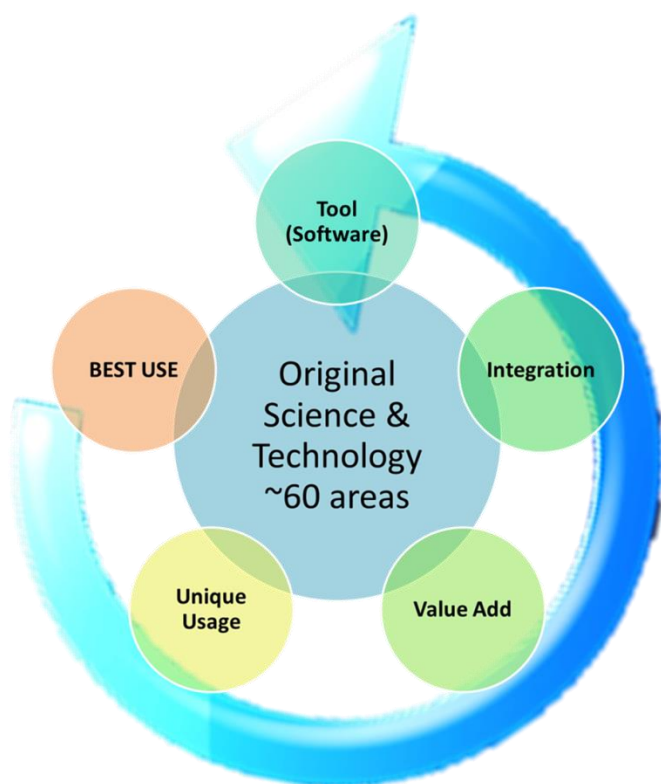 Tool
(Software)
Integration
Value Add
Unique
Usage
BEST USE
Original
Science &
Technology
~60 areas